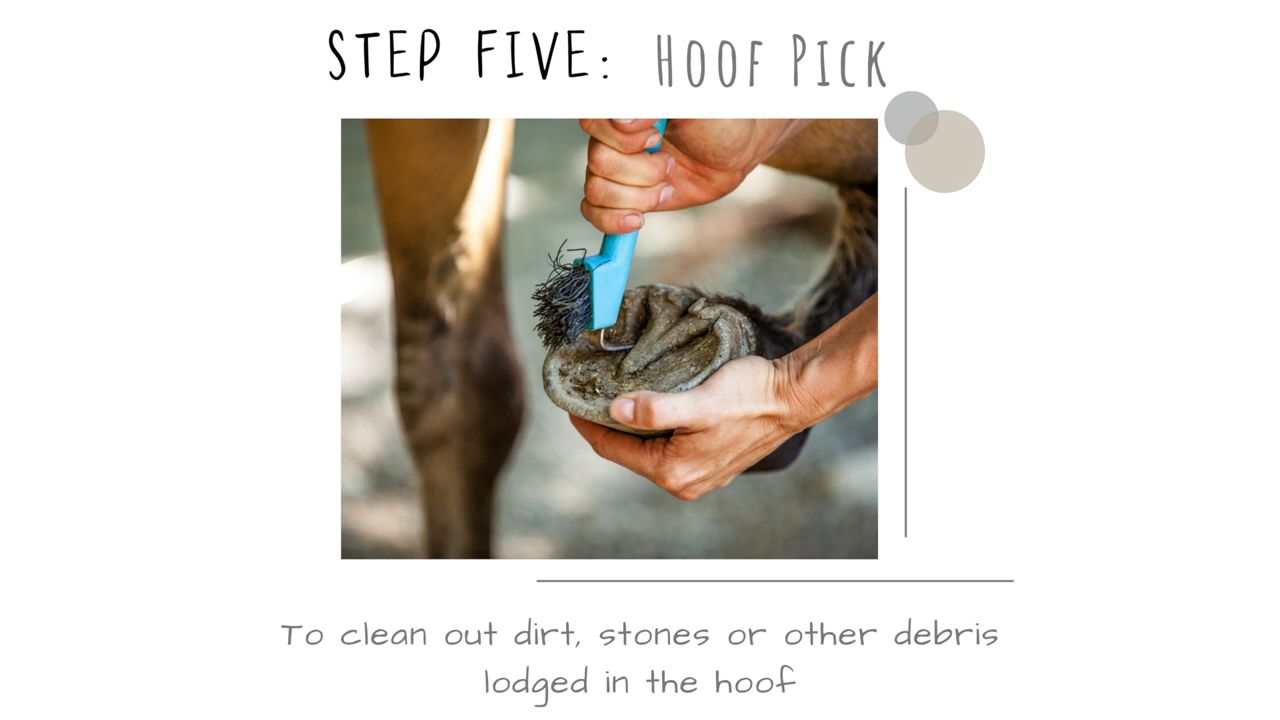 STEP FIVE: HOOF PICK
To clean out dirt, stones or other debris
lodged in the hoof